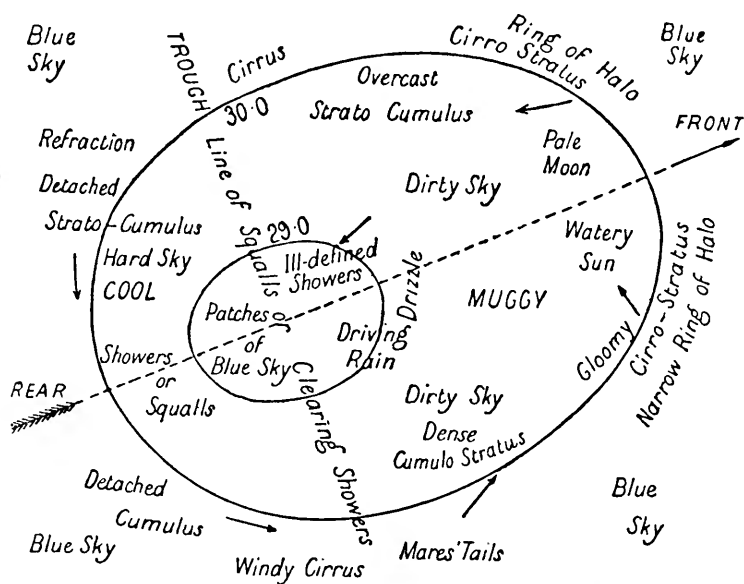 Blue
Sky
TROUGH
Cirrus
Ring of Halo
Cirro Stratus
Blue
Sky
Overcast
30·0
Strato Cumulus
FRONT
Refraction
Pale
Moon
Line of Squalls or Clearing Showers
Detached
Strato-Cumulus
Dirty Sky
29·0
Hard Sky
COOL
Ill-defined
Showers
Watery
Sun
Drizzle
MUGGY
Patches
of
Blue Sky
Driving
Rain
Cirro-Stratus
Narrow Ring of Halo
Gloomy
Showers
or
Squalls
REAR
Dirty Sky
Dense
Cumulo Stratus
Detached
Cumulus
Blue
Sky
Blue Sky
Windy Cirrus
Mares' Tails